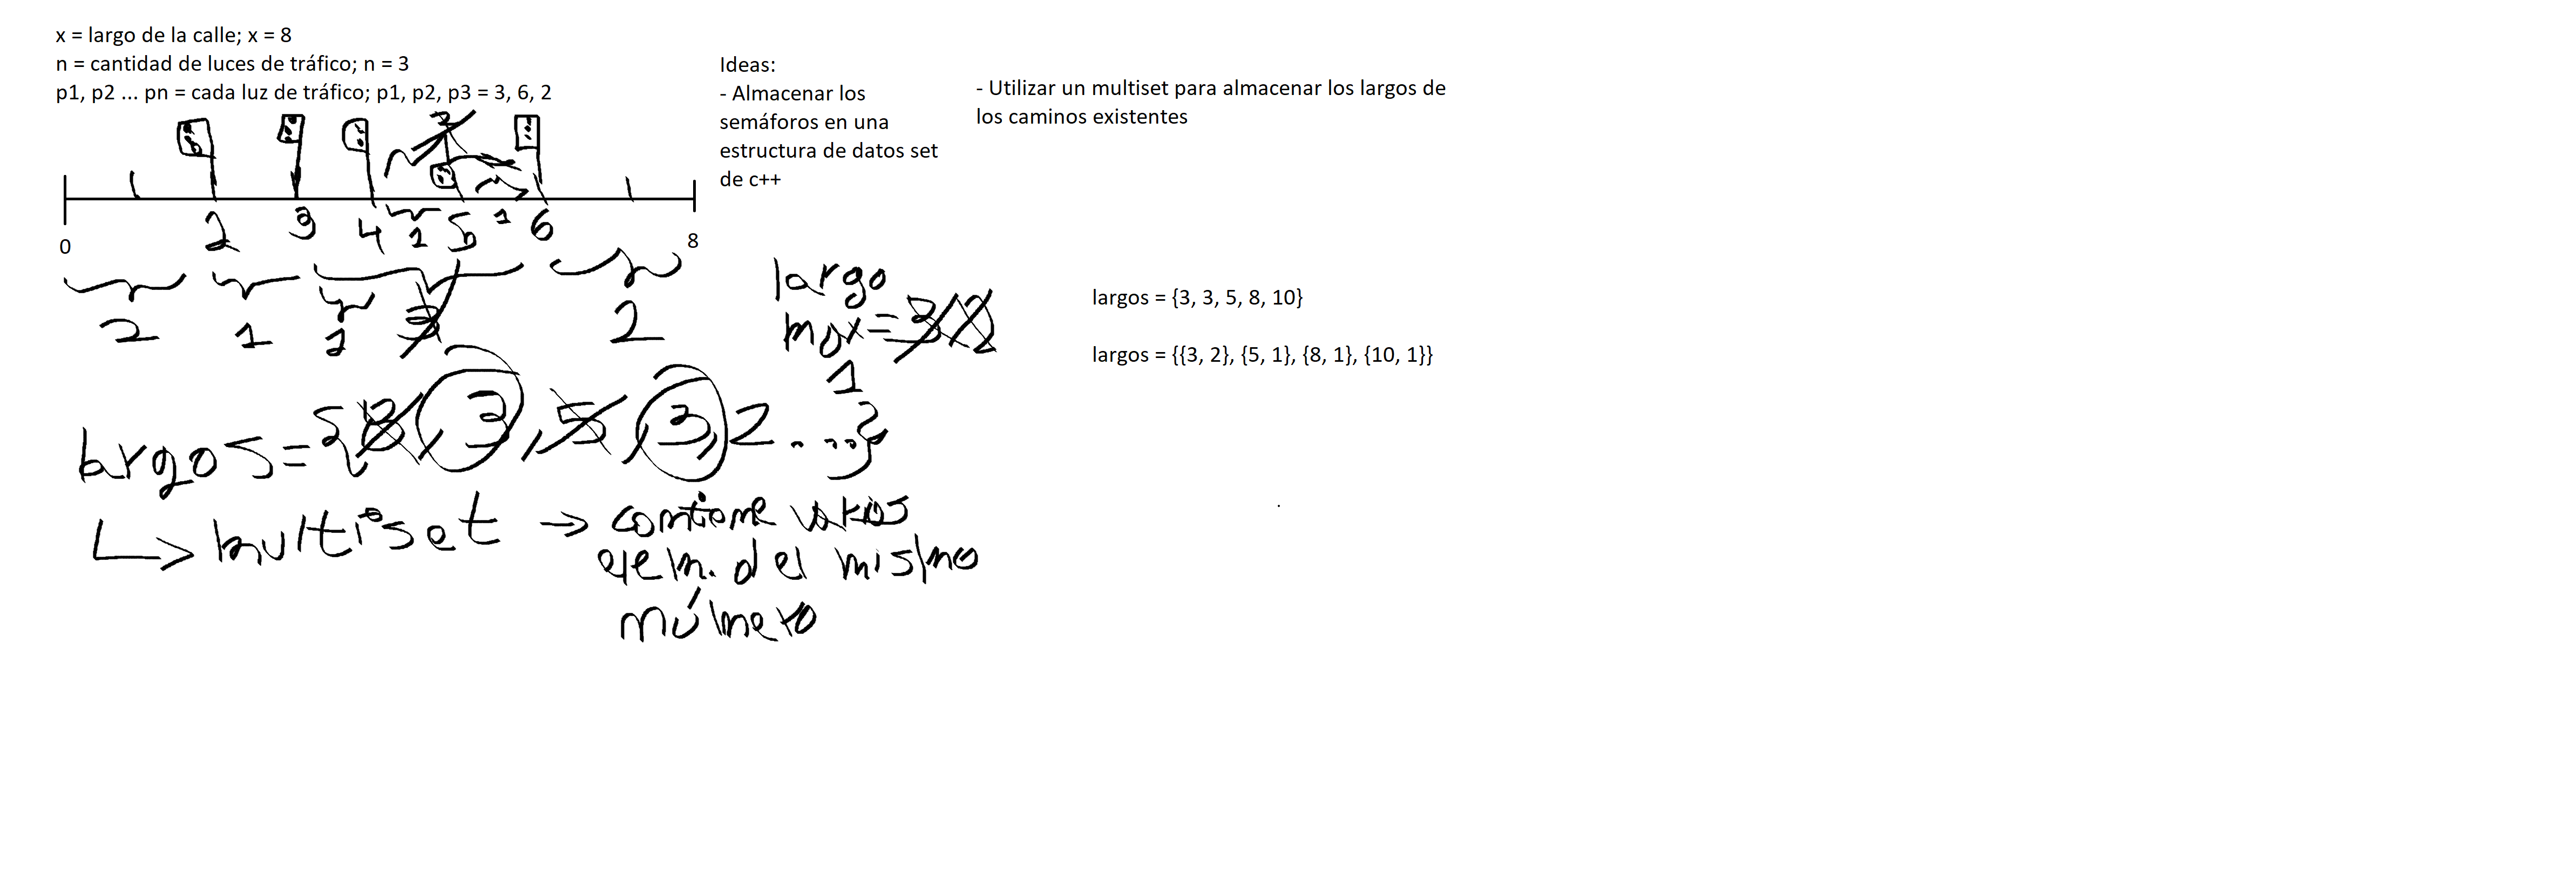 x = largo de la calle; x = 8
n = cantidad de luces de tráfico; n = 3
p1, p2 ... pn = cada luz de tráfico; p1, p2, p3 = 3, 6, 2
Ideas:
- Almacenar los
semáforos en una
estructura de datos set
de c++
- Utilizar un multiset para almacenar los largos de
los caminos existentes
0 2 3 4 1 5 1 6 8
2 1 1 3 2
largo
max = 3 2
1
largos = {3, 3, 5, 8, 10}
largos = {{3, 2}, {5, 1}, {8, 1}, {10, 1}}
largos = {8, 3, 5, 3, 2 ...}
↳ multiset → contiene varios
ejem. del mismo
número